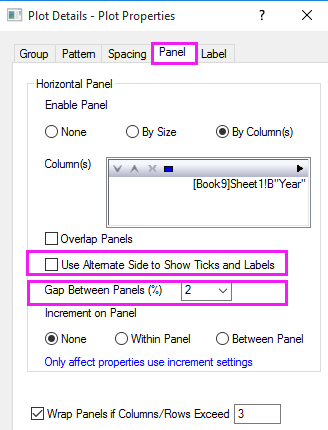 Plot Details - Plot Properties
Group Pattern Spacing Panel Label
Horizontal Panel
Enable Panel
None By Size By Column(s)
Column(s)
[Book9]Sheet1!B"Year"
Overlap Panels
Use Alternate Side to Show Ticks and Labels
Gap Between Panels (%) 2
Increment on Panel
None Within Panel Between Panel
Only affect properties use increment settings
Wrap Panels if Columns/Rows Exceed 3